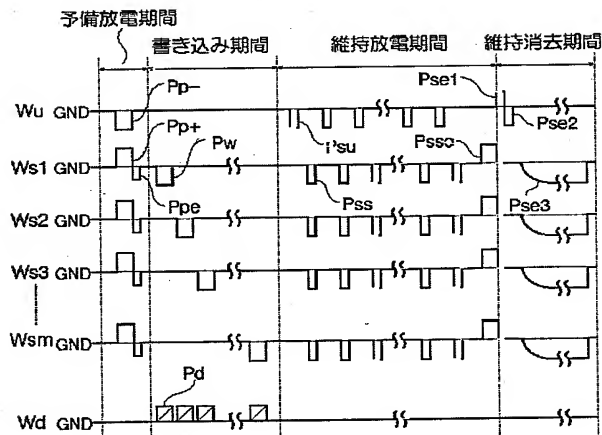 予備放電期間
書き込み期間
維持放電期間
維持消去期間
Wu GND
Pp-
Psu
Pse1
Pse2
Ws1 GND
Pp+
Ppe
Pw
Pss
Pssc
Pse3
Ws2 GND
Ws3 GND
Wsm GND
Wd GND
Pd